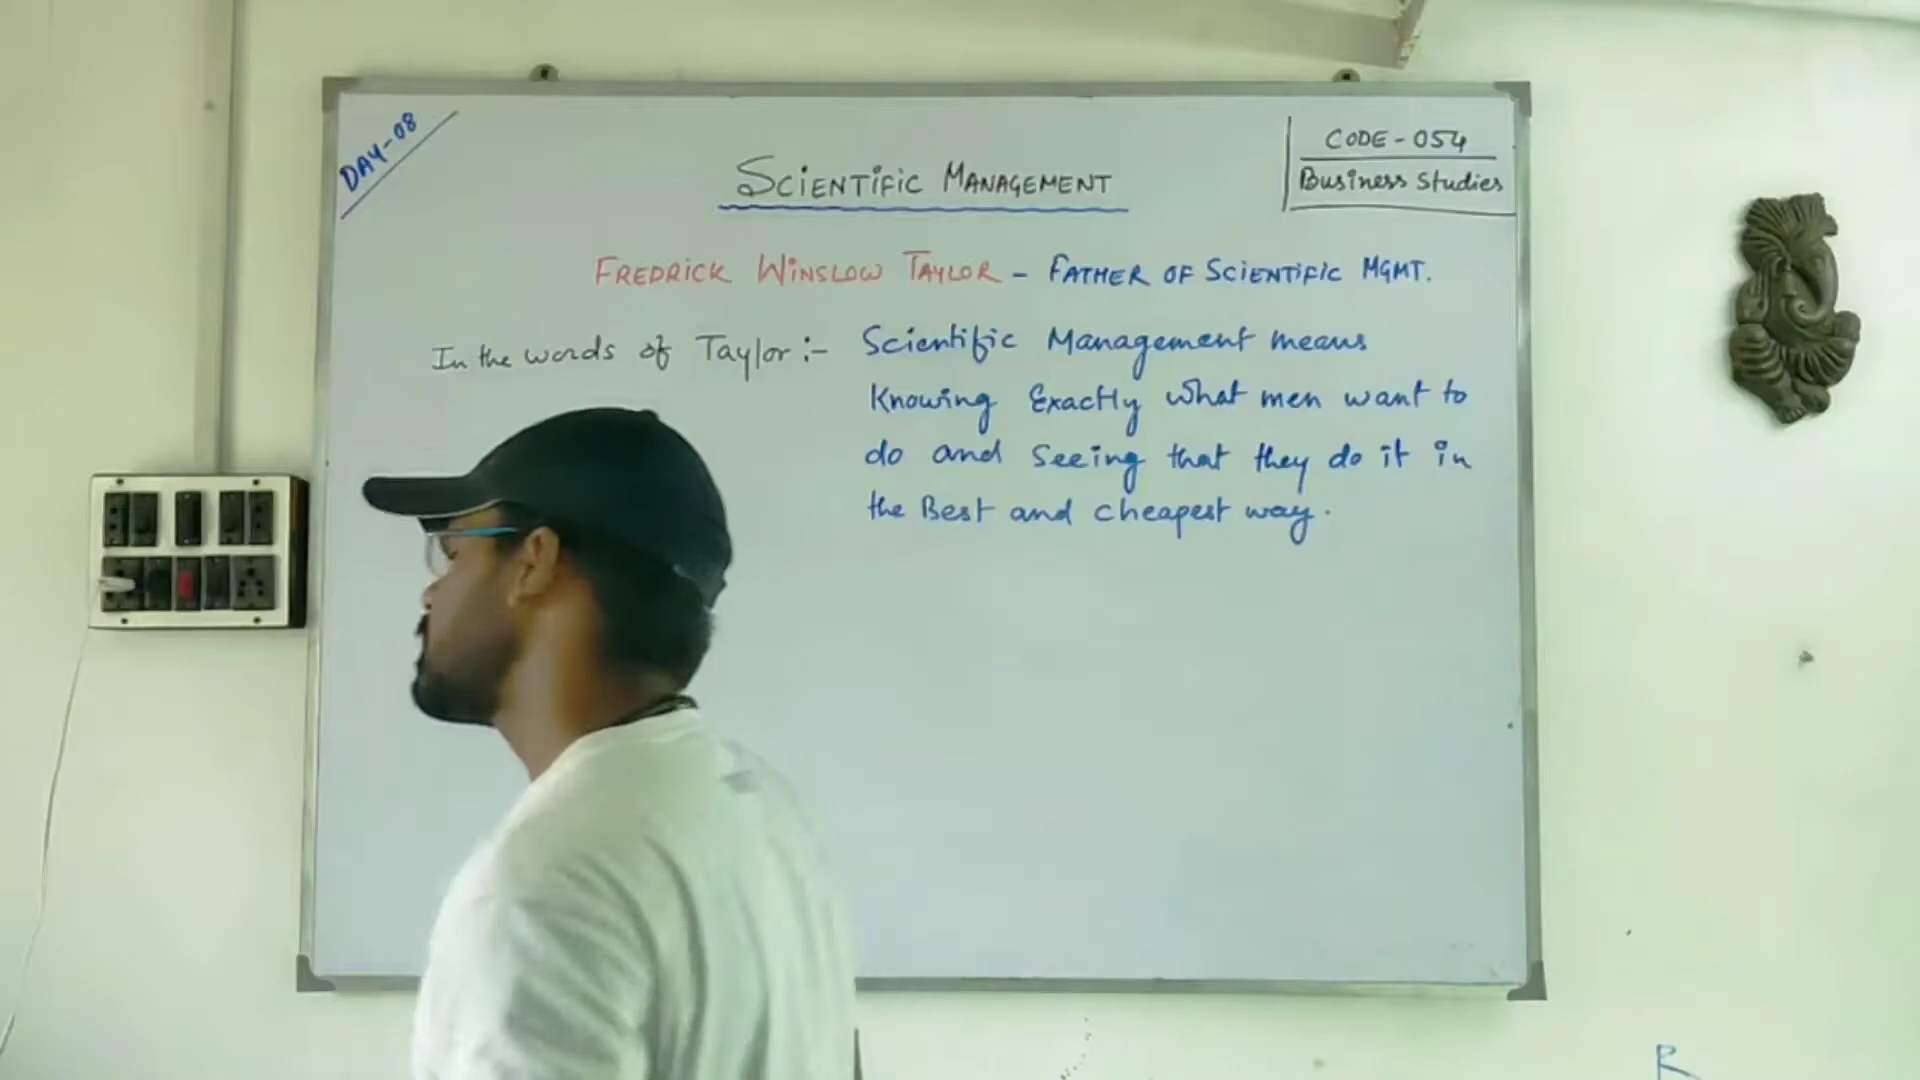 DAY-08
CODE-054
Business Studies
SCIENTIFIC MANAGEMENT
FREDRICK WINSLOW TAYLOR - FATHER OF SCIENTIFIC MGMT.
In the words of Taylor :- Scientific Management means
Knowing Exactly what men want to
do and Seeing that they do it in
the Best and cheapest way.
R